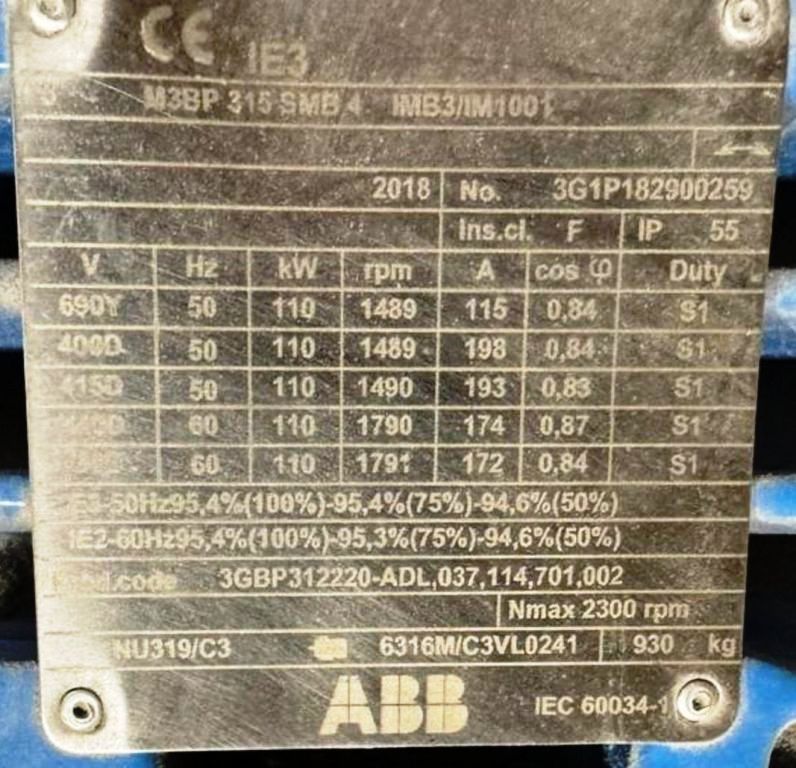 CE IE3
3~ M3BP 315 SMB 4 IMB3/IM1001
2018 No. 3G1P182900259
Ins.cl. F IP 55
V Hz kW rpm A cos φ Duty
690Y 50 110 1489 115 0,84 S1
400D 50 110 1489 198 0,84 S1
415D 50 110 1490 193 0,83 S1
60 110 1790 174 0,87 S1
60 110 1791 172 0,84 S1
IE3-50Hz95,4%(100%)-95,4%(75%)-94,6%(50%)
IE2-60Hz95,4%(100%)-95,3%(75%)-94,6%(50%)
Prod.code 3GBP312220-ADL,037,114,701,002
Nmax 2300 rpm
NU319/C3 6316M/C3VL0241 930 kg
ABB IEC 60034-1